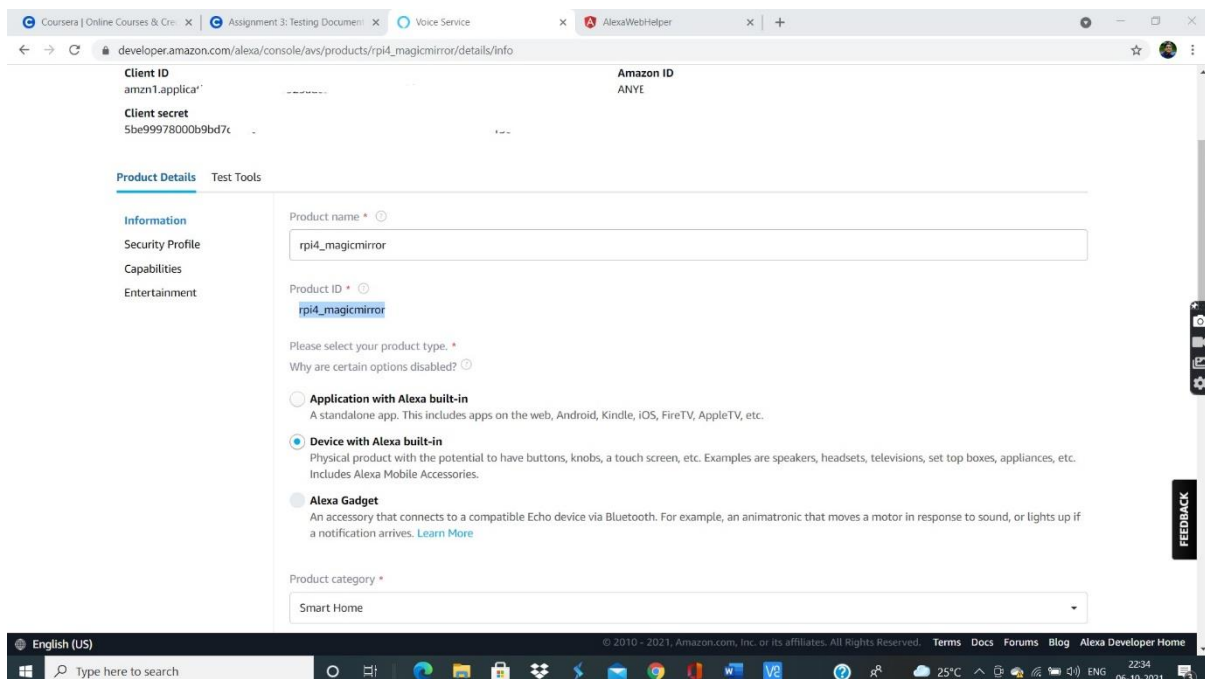 Coursera | Online Courses & Cre
Assignment 3: Testing Document
Voice Service
AlexaWebHelper
developer.amazon.com/alexa/console/avs/products/rpi4_magicmirror/details/info
Client ID
Amazon ID
Client secret
Product Details Test Tools
Information
Security Profile
Capabilities
Entertainment
Product name *
rpi4_magicmirror
Product ID *
rpi4_magicmirror
Please select your product type. *
Why are certain options disabled?
Application with Alexa built-in
A standalone app. This includes apps on the web, Android, Kindle, iOS, FireTV, AppleTV, etc.
Device with Alexa built-in
Physical product with the potential to have buttons, knobs, a touch screen, etc. Examples are speakers, headsets, televisions, set top boxes, appliances, etc.
Includes Alexa Mobile Accessories.
Alexa Gadget
An accessory that connects to a compatible Echo device via Bluetooth. For example, an animatronic that moves a motor in response to sound, or lights up if
a notification arrives. Learn More
Product category *
Smart Home
FEEDBACK
English (US)
© 2010 - 2021, Amazon.com, Inc. or its affiliates. All Rights Reserved. Terms Docs Forums Blog Alexa Developer Home
Type here to search
25°C
ENG
22:34
06-10-2021